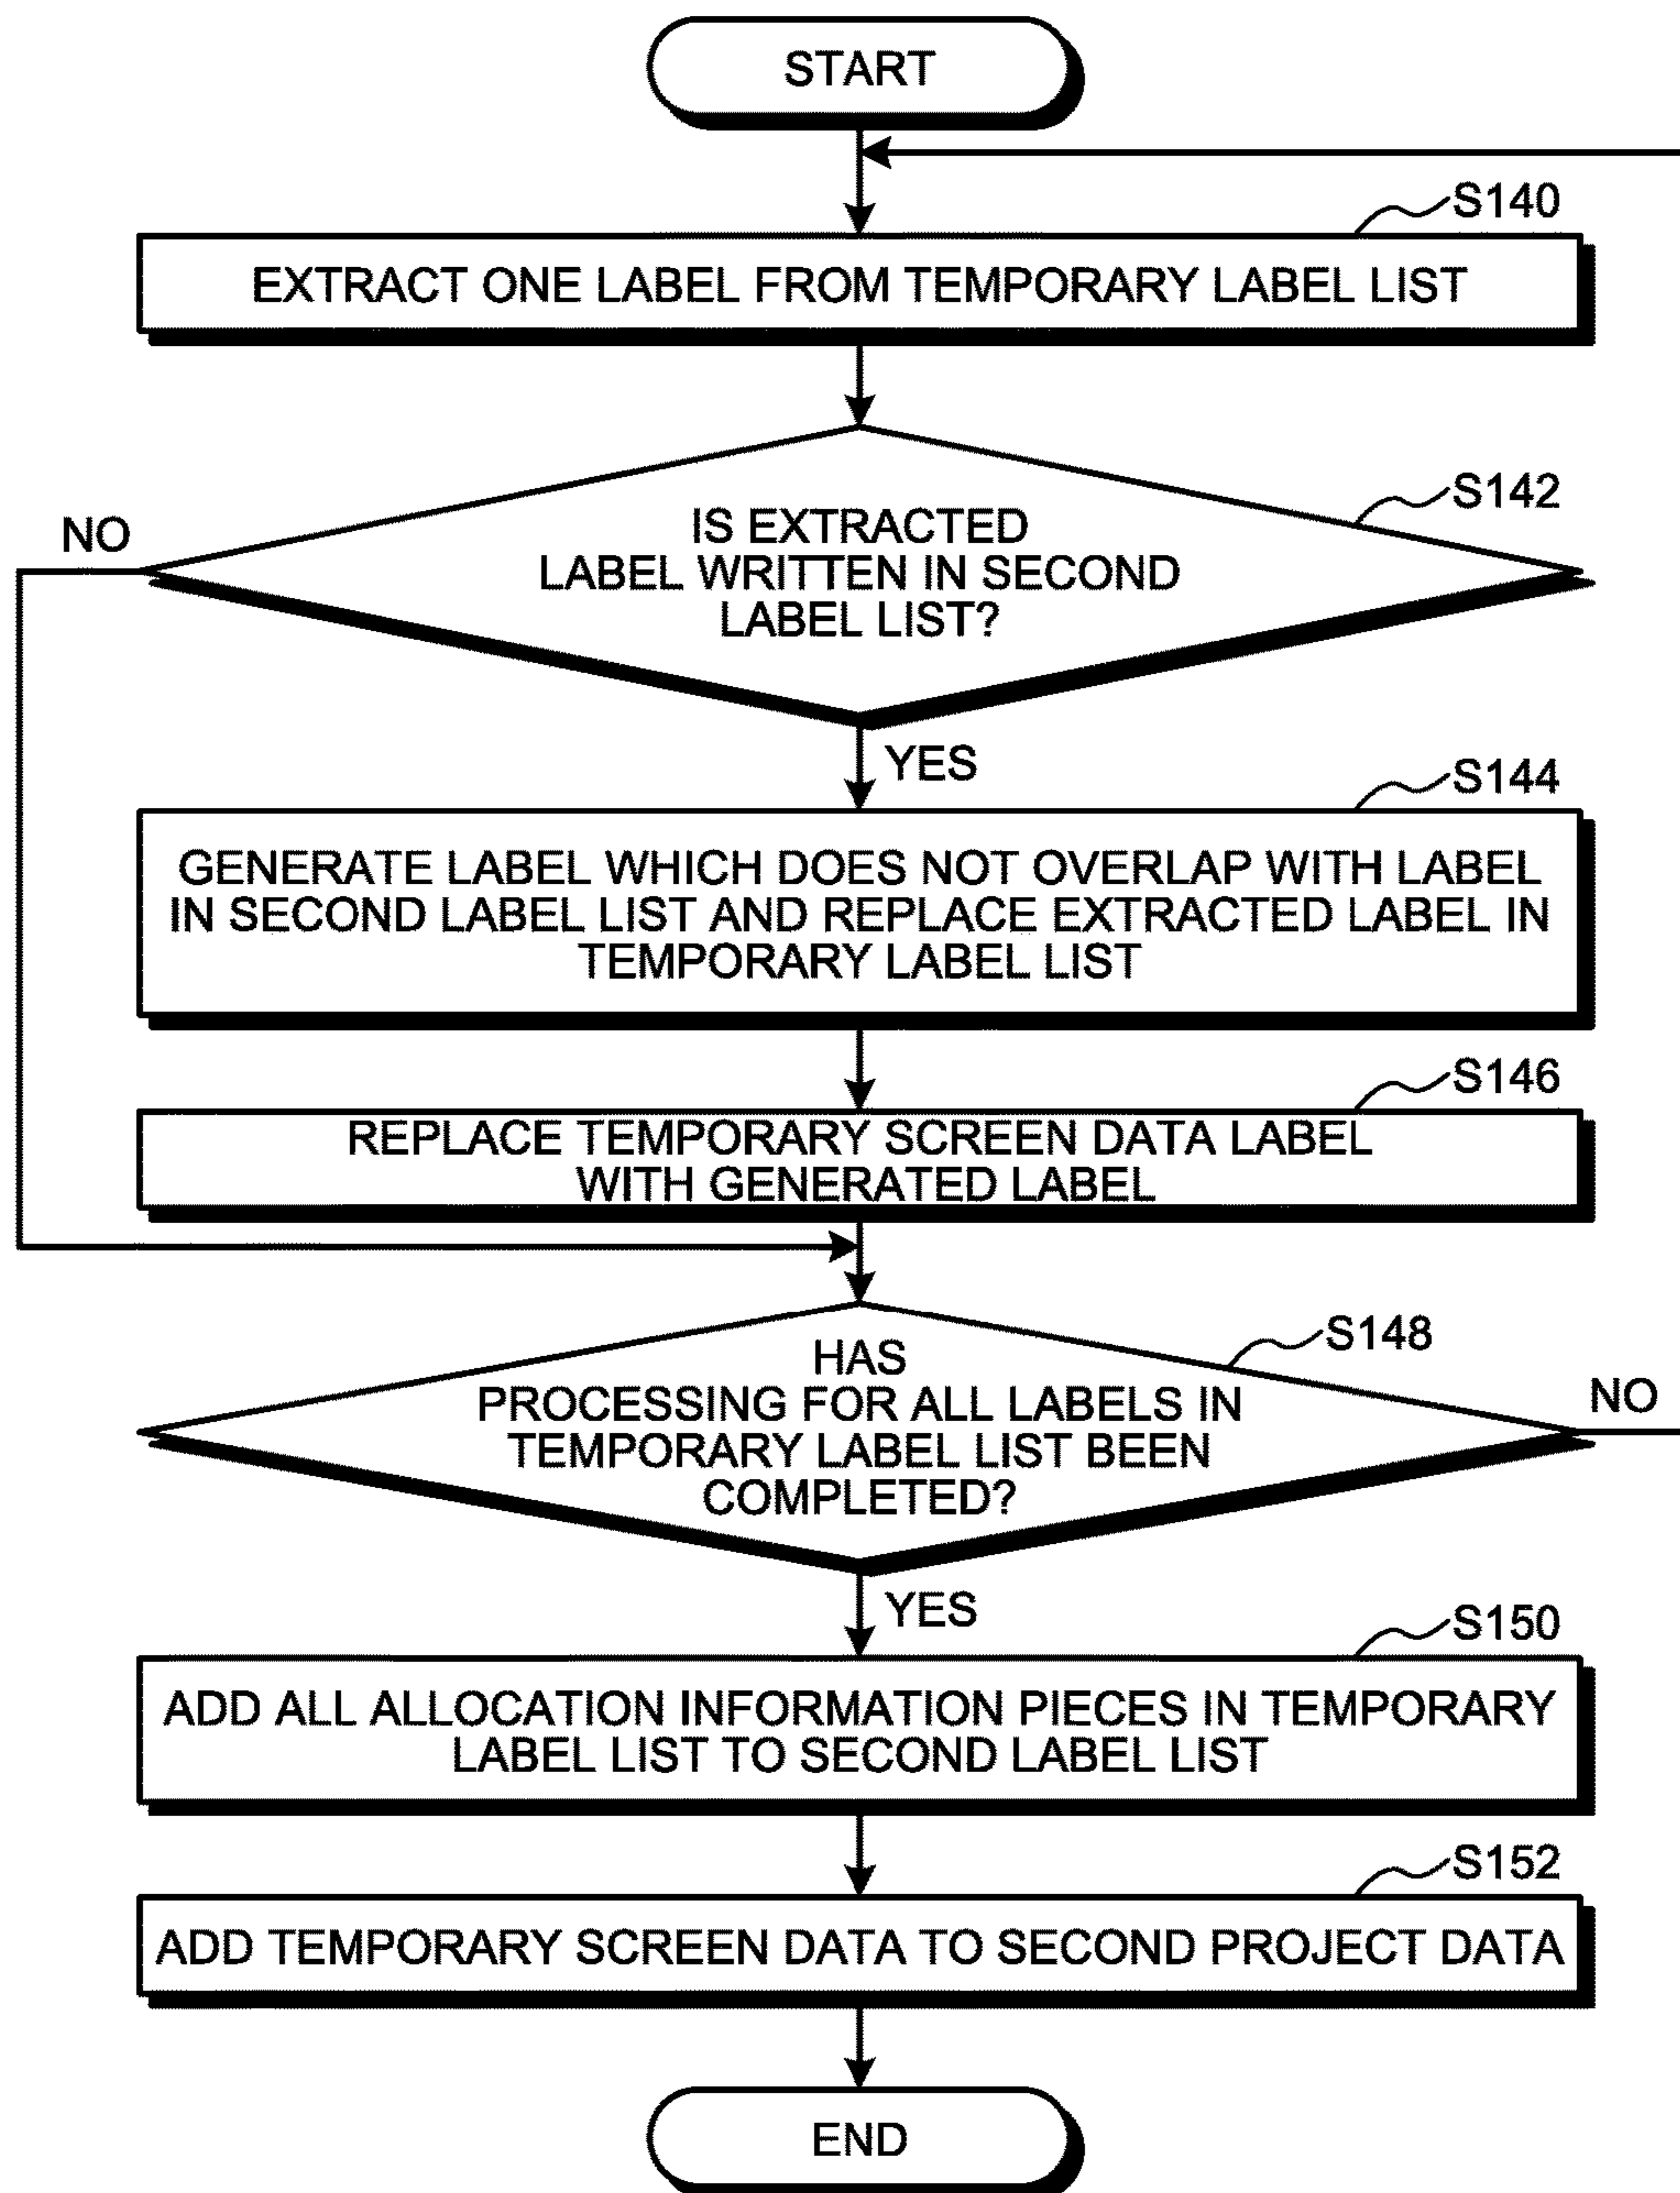 START
S140
EXTRACT ONE LABEL FROM TEMPORARY LABEL LIST
S142
NO
IS EXTRACTED
LABEL WRITTEN IN SECOND
LABEL LIST?
YES
S144
GENERATE LABEL WHICH DOES NOT OVERLAP WITH LABEL
IN SECOND LABEL LIST AND REPLACE EXTRACTED LABEL IN
TEMPORARY LABEL LIST
S146
REPLACE TEMPORARY SCREEN DATA LABEL
WITH GENERATED LABEL
S148
HAS
PROCESSING FOR ALL LABELS IN
TEMPORARY LABEL LIST BEEN
COMPLETED?
NO
YES
S150
ADD ALL ALLOCATION INFORMATION PIECES IN TEMPORARY
LABEL LIST TO SECOND LABEL LIST
S152
ADD TEMPORARY SCREEN DATA TO SECOND PROJECT DATA
END